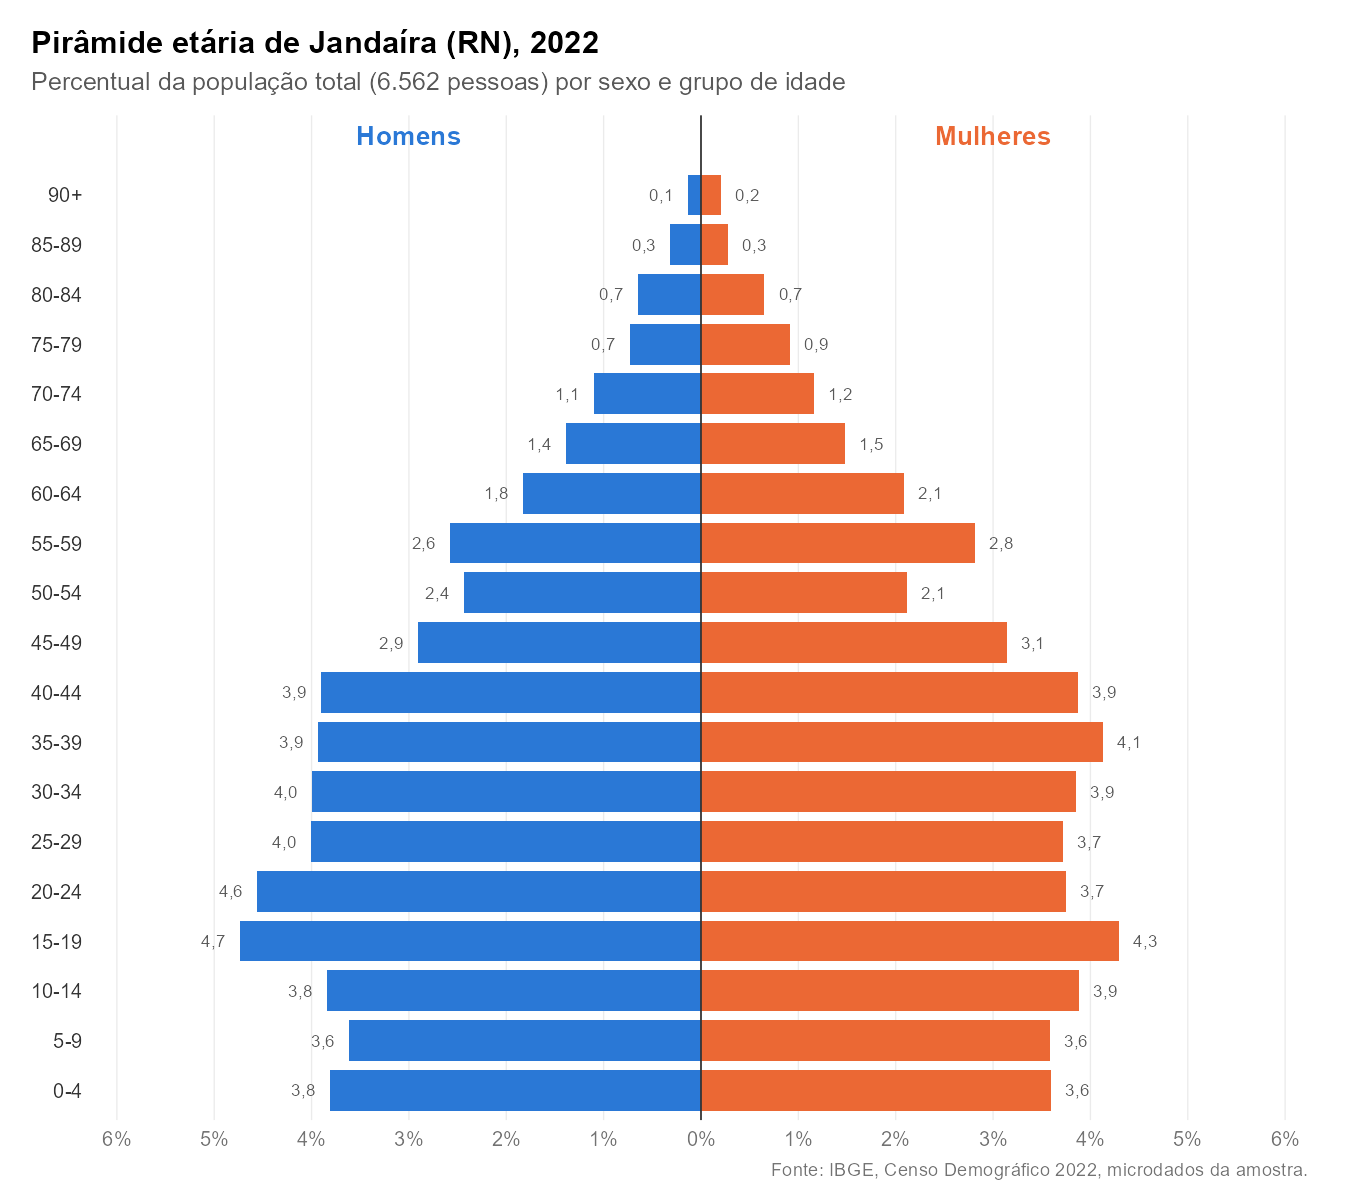 Pirâmide etária de Jandaíra (RN), 2022
Percentual da população total (6.562 pessoas) por sexo e grupo de idade
Homens Mulheres
90+ 0,1 0,2
85-89 0,3 0,3
80-84 0,7 0,7
75-79 0,7 0,9
70-74 1,1 1,2
65-69 1,4 1,5
60-64 1,8 2,1
55-59 2,6 2,8
50-54 2,4 2,1
45-49 2,9 3,1
40-44 3,9 3,9
35-39 3,9 4,1
30-34 4,0 3,9
25-29 4,0 3,7
20-24 4,6 3,7
15-19 4,7 4,3
10-14 3,8 3,9
5-9 3,6 3,6
0-4 3,8 3,6
6% 5% 4% 3% 2% 1% 0% 1% 2% 3% 4% 5% 6%
Fonte: IBGE, Censo Demográfico 2022, microdados da amostra.